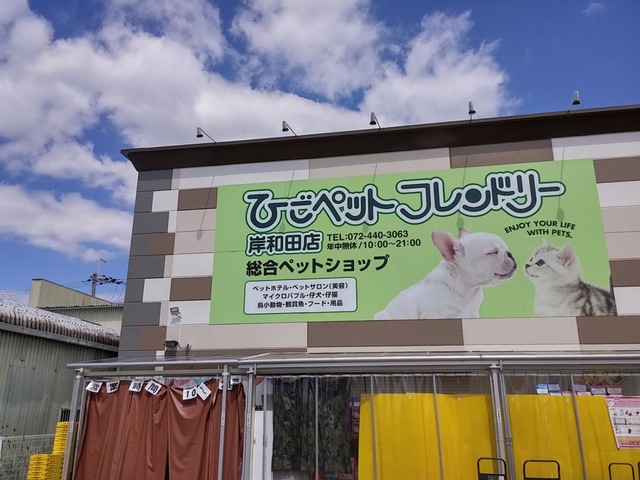 ひごペットフレンドリー
岸和田店
TEL:072-440-3063
年中無休/10:00~21:00
総合ペットショップ
ペットホテル・ペットサロン(美容)
マイクロバブル・仔犬・仔猫
鳥小動物・観賞魚・フード・用品
ENJOY YOUR LIFE
WITH PETS.